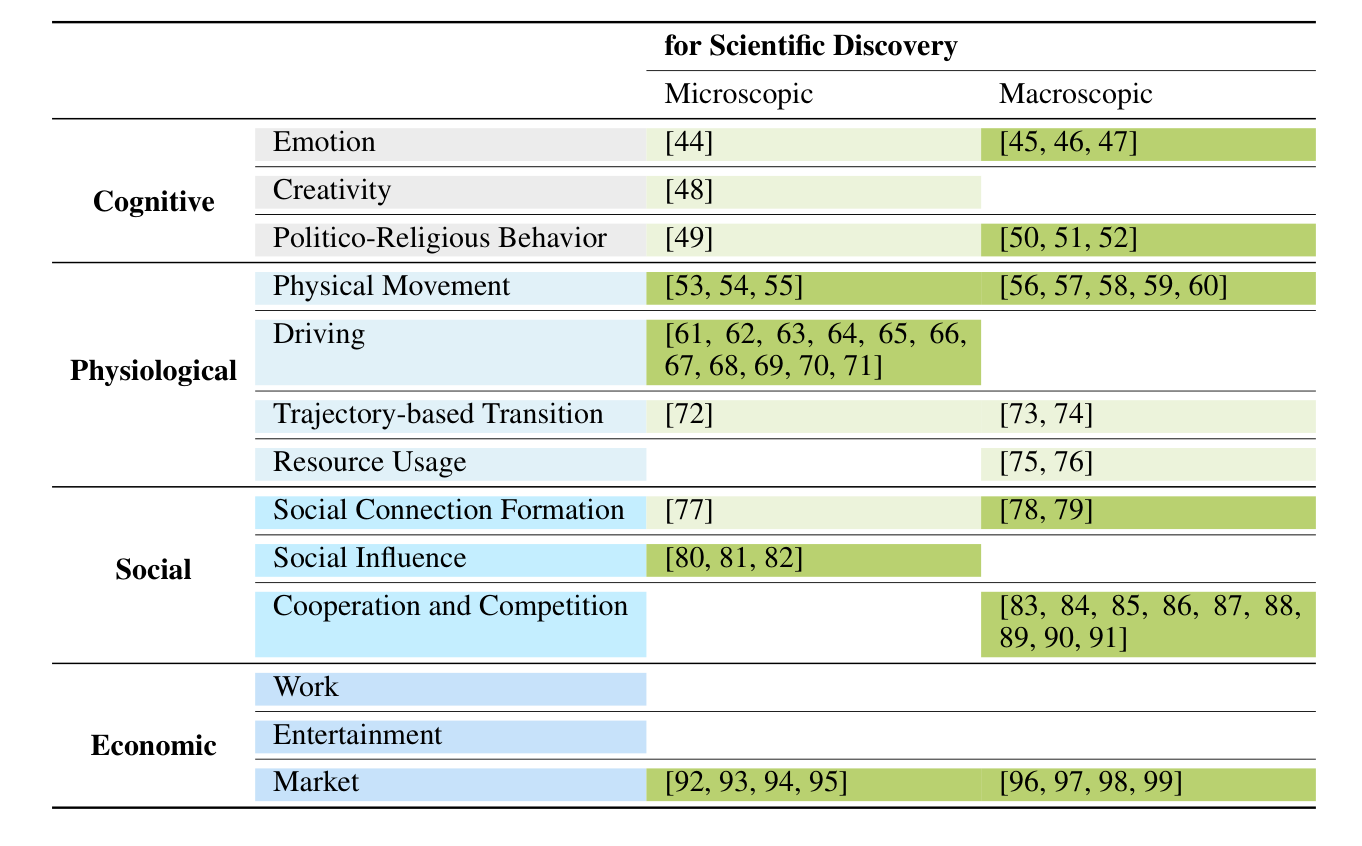 for Scientific Discovery
Microscopic Macroscopic
Cognitive
Emotion [44] [45, 46, 47]
Creativity [48]
Politico-Religious Behavior [49] [50, 51, 52]
Physiological
Physical Movement [53, 54, 55] [56, 57, 58, 59, 60]
Driving [61, 62, 63, 64, 65, 66,
67, 68, 69, 70, 71]
Trajectory-based Transition [72] [73, 74]
Resource Usage [75, 76]
Social
Social Connection Formation [77] [78, 79]
Social Influence [80, 81, 82]
Cooperation and Competition [83, 84, 85, 86, 87, 88,
89, 90, 91]
Economic
Work
Entertainment
Market [92, 93, 94, 95] [96, 97, 98, 99]